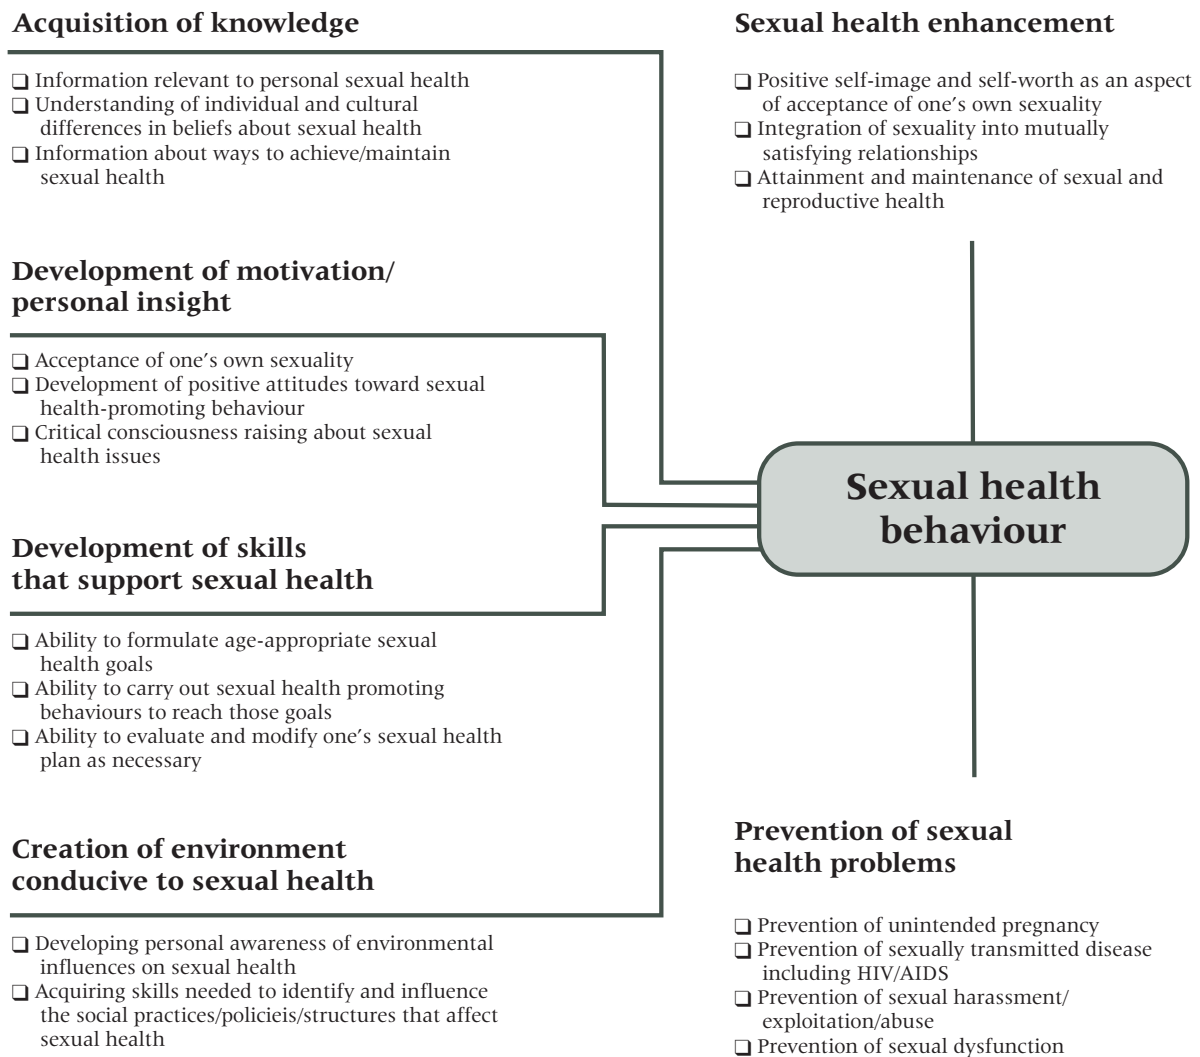 Acquisition of knowledge
❏ Information relevant to personal sexual health
❏ Understanding of individual and cultural
differences in beliefs about sexual health
❏ Information about ways to achieve/maintain
sexual health
Development of motivation/
personal insight
❏ Acceptance of one’s own sexuality
❏ Development of positive attitudes toward sexual
health-promoting behaviour
❏ Critical consciousness raising about sexual
health issues
Development of skills
that support sexual health
❏ Ability to formulate age-appropriate sexual
health goals
❏ Ability to carry out sexual health promoting
behaviours to reach those goals
❏ Ability to evaluate and modify one’s sexual health
plan as necessary
Creation of environment
conducive to sexual health
❏ Developing personal awareness of environmental
influences on sexual health
❏ Acquiring skills needed to identify and influence
the social practices/policieis/structures that affect
sexual health
Sexual health enhancement
❏ Positive self-image and self-worth as an aspect
of acceptance of one’s own sexuality
❏ Integration of sexuality into mutually
satisfying relationships
❏ Attainment and maintenance of sexual and
reproductive health
Sexual health
behaviour
Prevention of sexual
health problems
❏ Prevention of unintended pregnancy
❏ Prevention of sexually transmitted disease
including HIV/AIDS
❏ Prevention of sexual harassment/
exploitation/abuse
❏ Prevention of sexual dysfunction